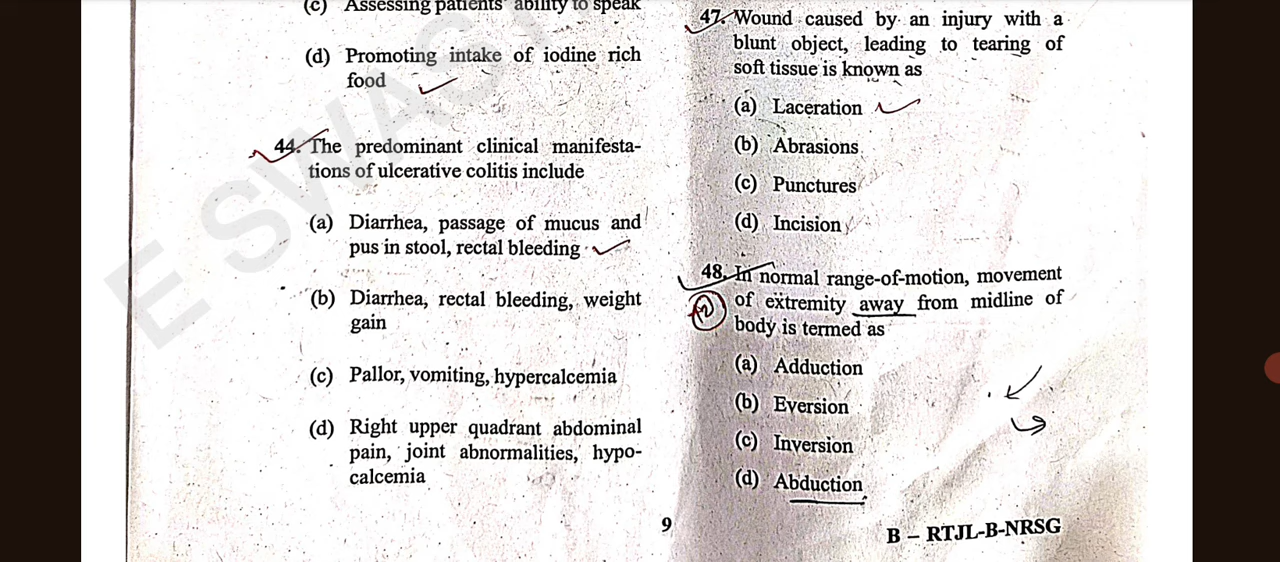 (c) Assessing patients' ability to speak
(d) Promoting intake of iodine rich
food
44. The predominant clinical manifesta-
tions of ulcerative colitis include
(a) Diarrhea, passage of mucus and
pus in stool, rectal bleeding
(b) Diarrhea, rectal bleeding, weight
gain
(c) Pallor, vomiting, hypercalcemia
(d) Right upper quadrant abdominal
pain, joint abnormalities, hypo-
calcemia
47. Wound caused by an injury with a
blunt object, leading to tearing of
soft tissue is known as
(a) Laceration
(b) Abrasions
(c) Punctures
(d) Incision
48. In normal range-of-motion, movement
of extremity away from midline of
body is termed as
(a) Adduction
(b) Eversion
(c) Inversion
(d) Abduction
9
B – RTJL-B-NRSG
E SWAS